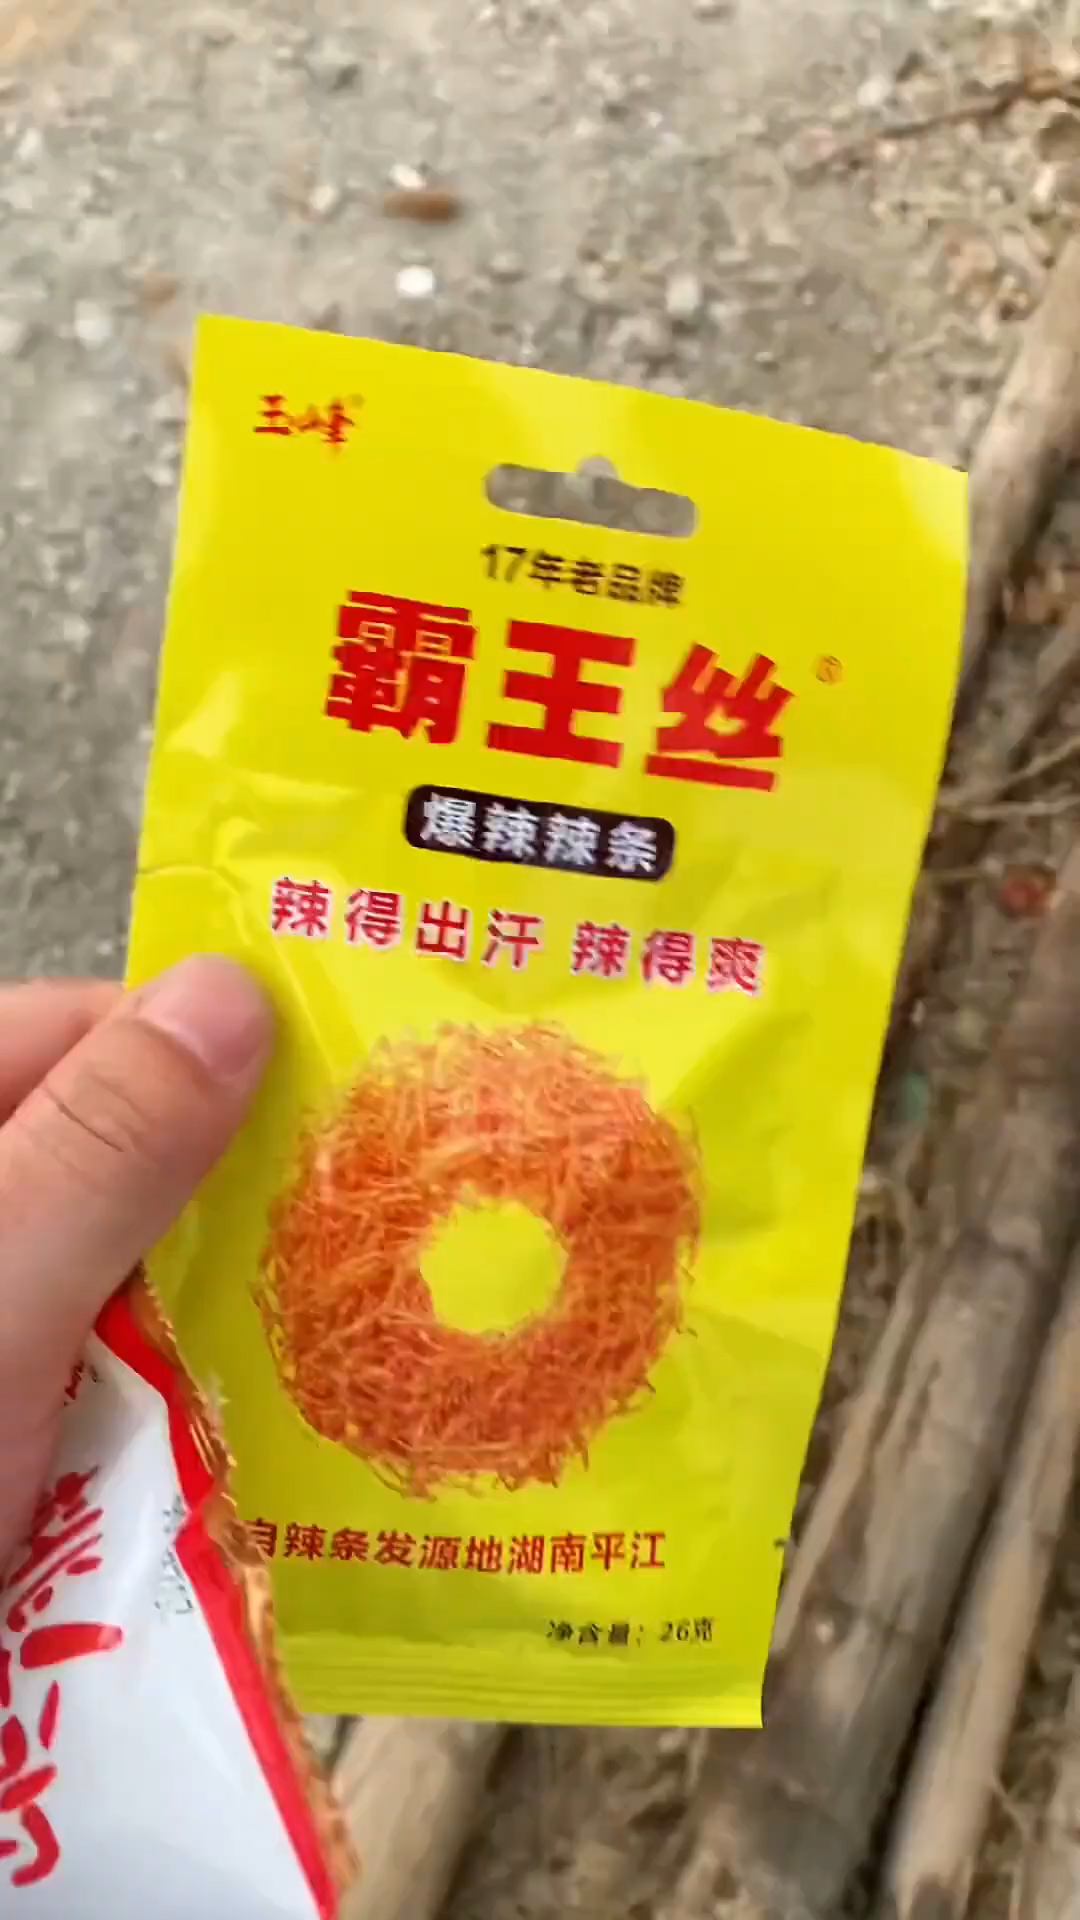 玉峰
17年老品牌
霸王丝®
爆辣辣条
辣得出汗 辣得爽
自辣条发源地湖南平江
净含量：26克